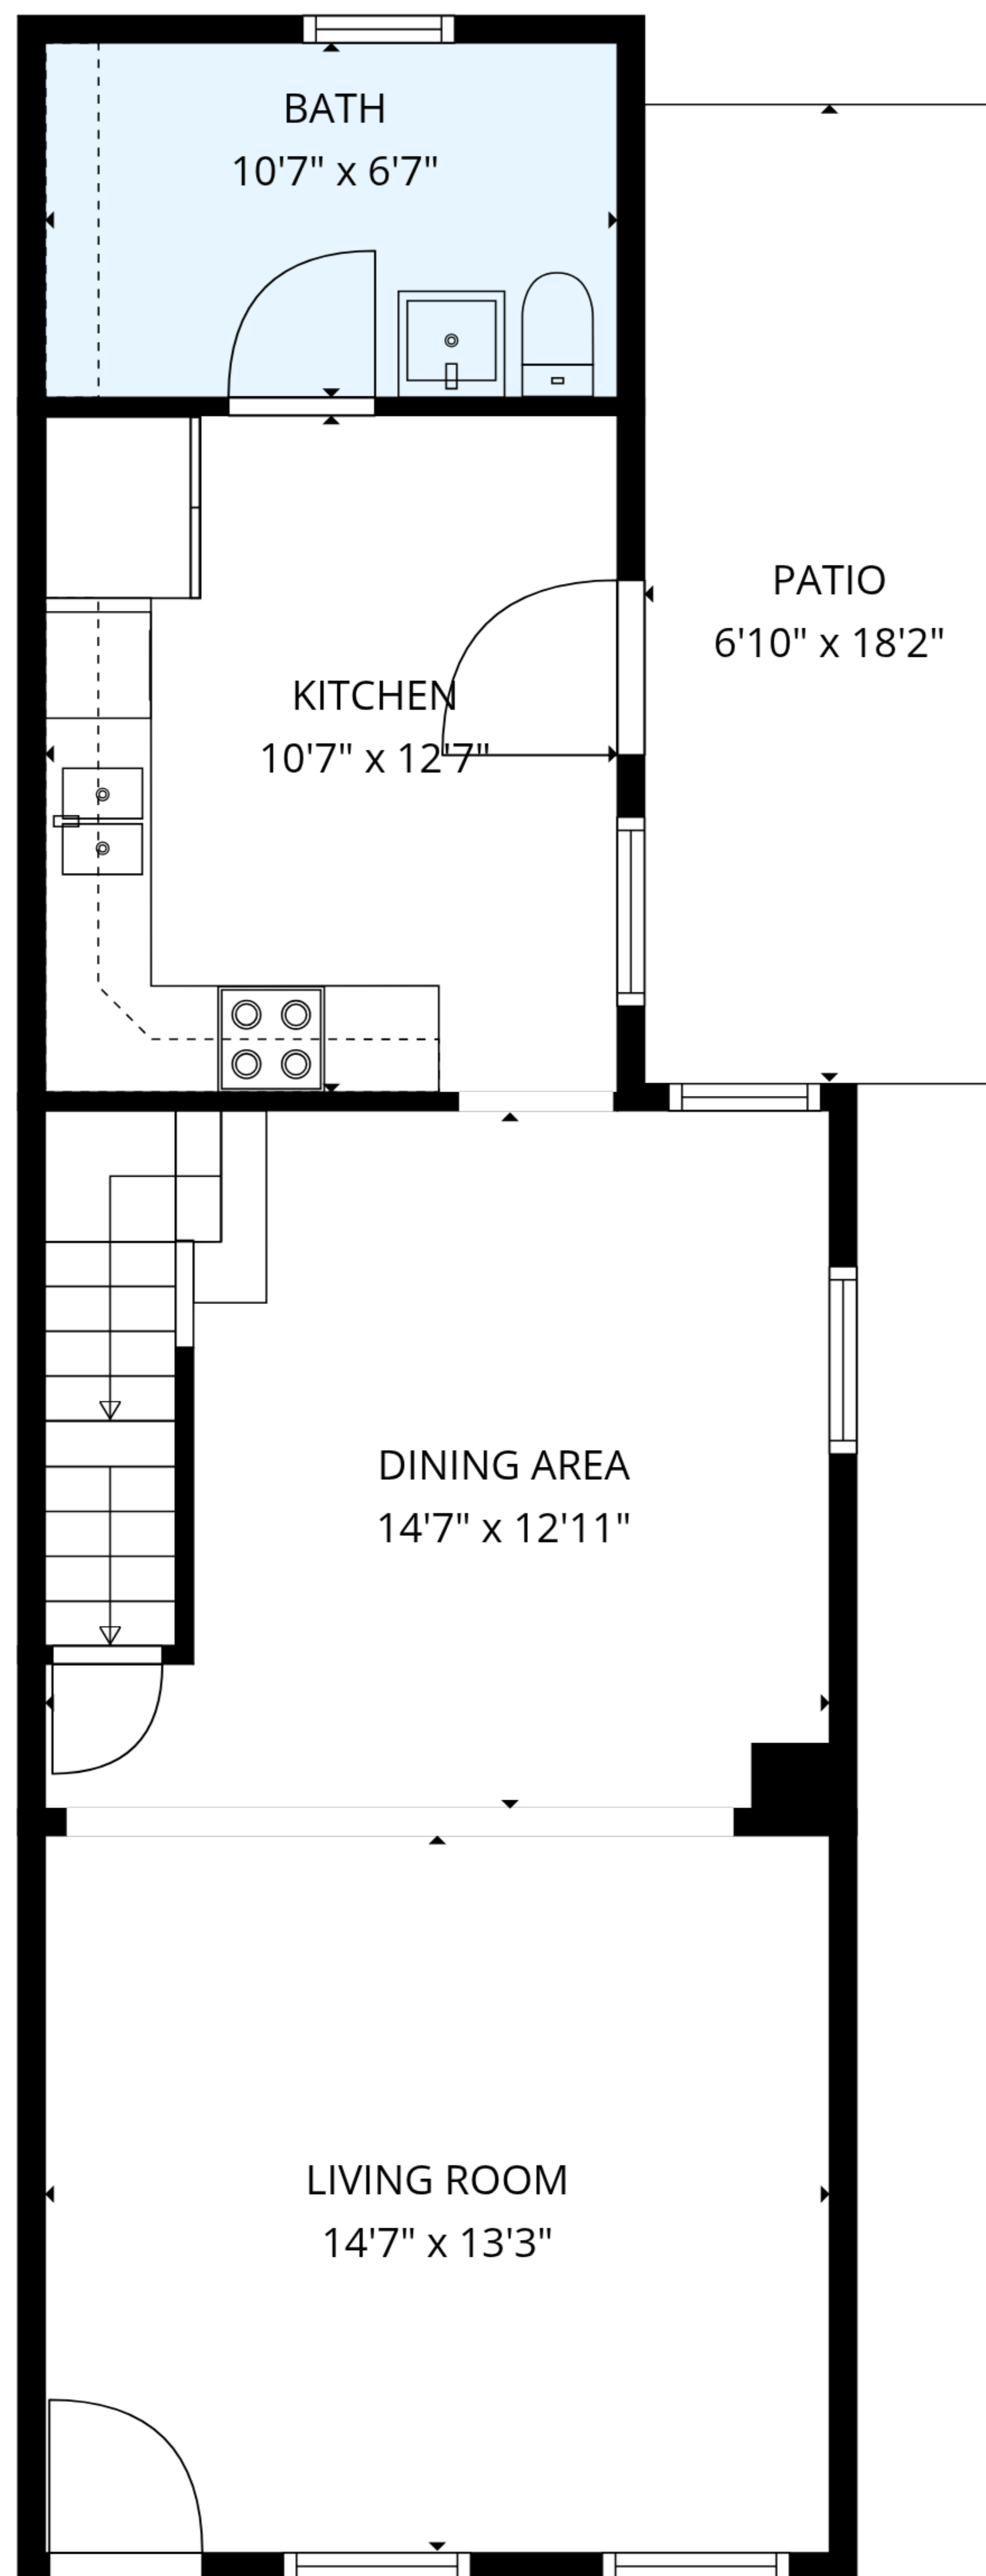 BATH
10'7" x 6'7"
PATIO
6'10" x 18'2"
KITCHEN
10'7" x 12'7"
DINING AREA
14'7" x 12'11"
LIVING ROOM
14'7" x 13'3"